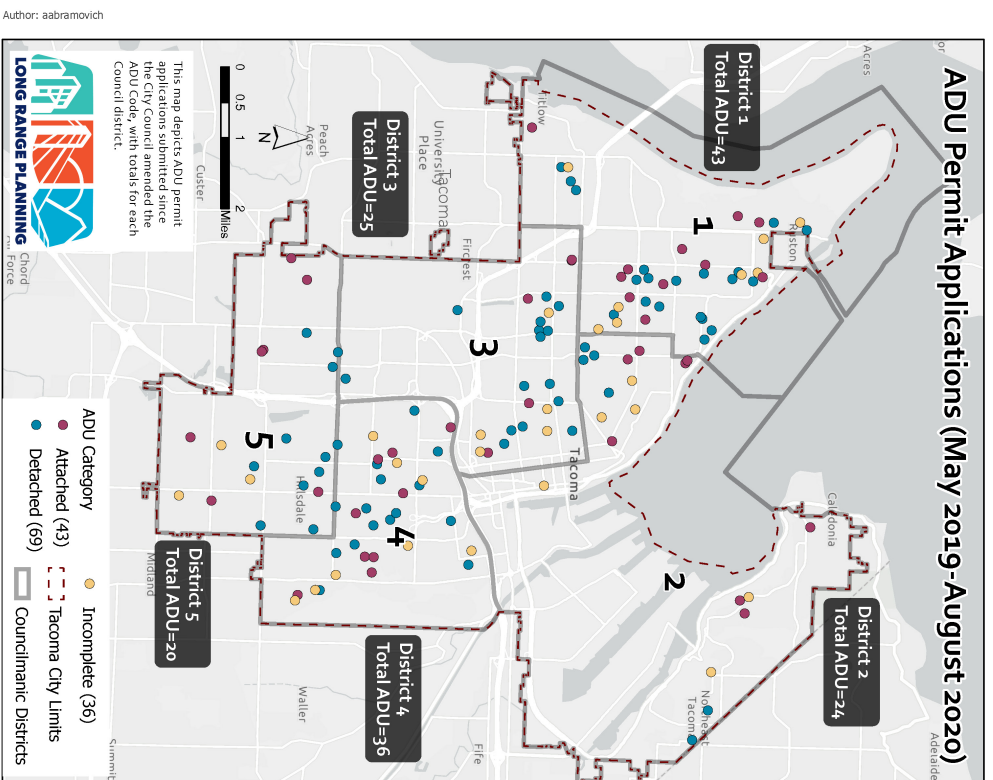 Author: aabramovich
ADU Permit Applications (May 2019-August 2020)
District 1
Total ADU=43
District 2
Total ADU=24
District 3
Total ADU=25
District 4
Total ADU=36
District 5
Total ADU=20
1
2
3
4
5
Acres
Ruston
Caledonia
Adelaide
Northeast
Tacoma
Tacoma
Tacoma
University
Place
Fircrest
Peach
Acres
Custer
Chord
Air Force
Hillsdale
Midland
Waller
Fife
Summit
0 0.5 1 2
Miles
N
This map depicts ADU permit
applications submitted since
the City Council amended the
ADU Code, with totals for each
Council district.
LONG RANGE PLANNING
ADU Category
Attached (43)
Detached (69)
Incomplete (36)
Tacoma City Limits
Councilmanic Districts